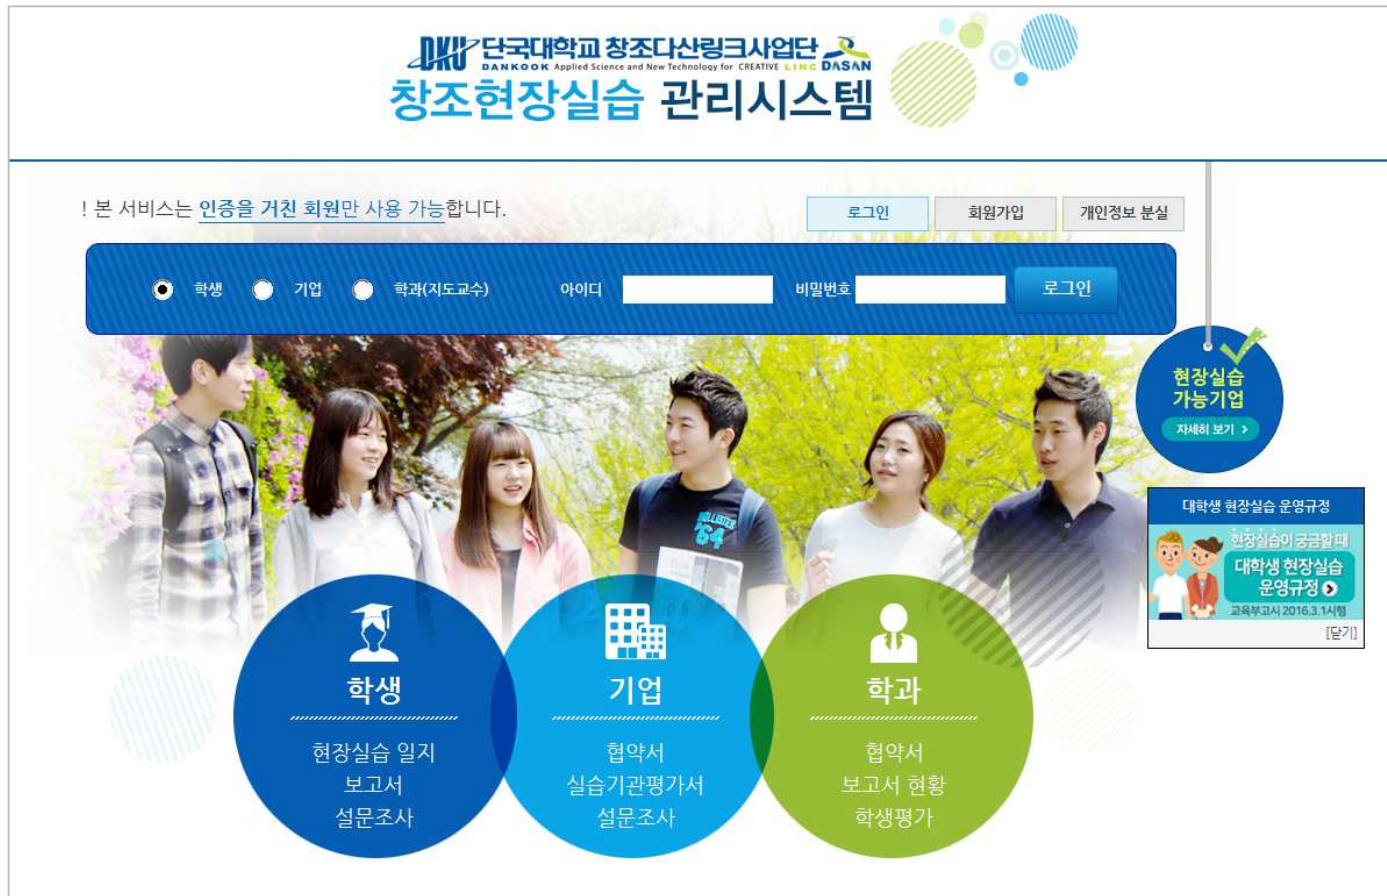 DKU 단국대학교 창조다산링크사업단
DANKOOK Applied Science and New Technology for CREATIVE LINC DASAN
창조현장실습 관리시스템
! 본 서비스는 인증을 거친 회원만 사용 가능합니다.
로그인 회원가입 개인정보 분실
학생 기업 학과(지도교수) 아이디 비밀번호 로그인
현장실습
가능기업
자세히 보기 >
HOLLISTER
'64
대학생 현장실습 운영규정
현장실습이 궁금할 때
대학생 현장실습
운영규정
교육부고시 2016.3.1시행
[닫기]
학생
현장실습 일지
보고서
설문조사
기업
협약서
실습기관평가서
설문조사
학과
협약서
보고서 현황
학생평가